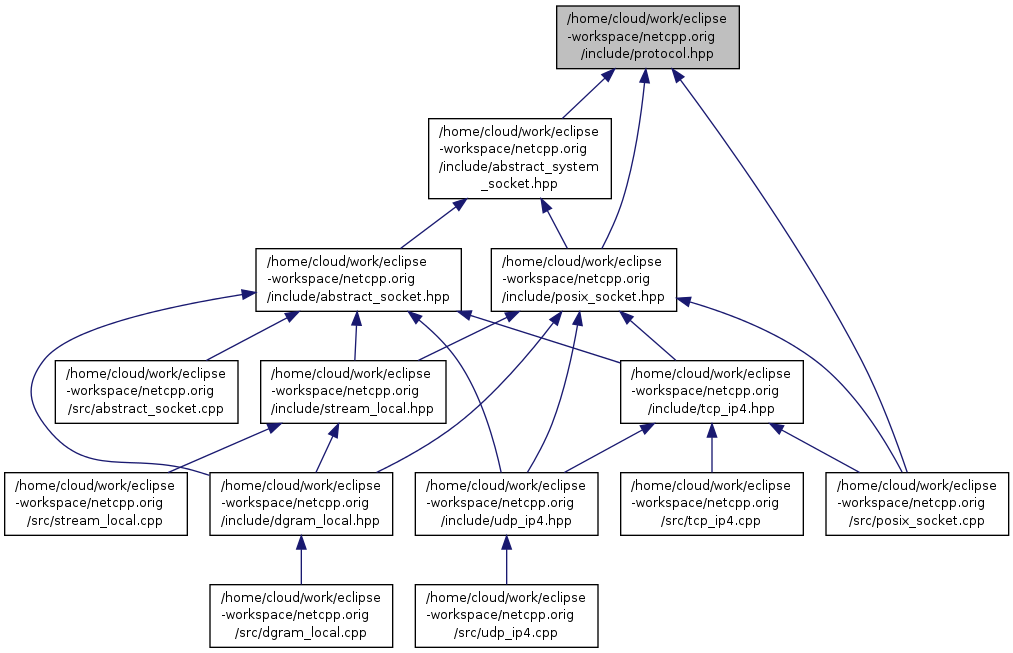 /home/cloud/work/eclipse
-workspace/netcpp.orig
/include/protocol.hpp
/home/cloud/work/eclipse
-workspace/netcpp.orig
/include/abstract_system
_socket.hpp
/home/cloud/work/eclipse
-workspace/netcpp.orig
/include/abstract_socket.hpp
/home/cloud/work/eclipse
-workspace/netcpp.orig
/include/posix_socket.hpp
/home/cloud/work/eclipse
-workspace/netcpp.orig
/src/abstract_socket.cpp
/home/cloud/work/eclipse
-workspace/netcpp.orig
/include/stream_local.hpp
/home/cloud/work/eclipse
-workspace/netcpp.orig
/include/tcp_ip4.hpp
/home/cloud/work/eclipse
-workspace/netcpp.orig
/src/stream_local.cpp
/home/cloud/work/eclipse
-workspace/netcpp.orig
/include/dgram_local.hpp
/home/cloud/work/eclipse
-workspace/netcpp.orig
/include/udp_ip4.hpp
/home/cloud/work/eclipse
-workspace/netcpp.orig
/src/tcp_ip4.cpp
/home/cloud/work/eclipse
-workspace/netcpp.orig
/src/posix_socket.cpp
/home/cloud/work/eclipse
-workspace/netcpp.orig
/src/dgram_local.cpp
/home/cloud/work/eclipse
-workspace/netcpp.orig
/src/udp_ip4.cpp